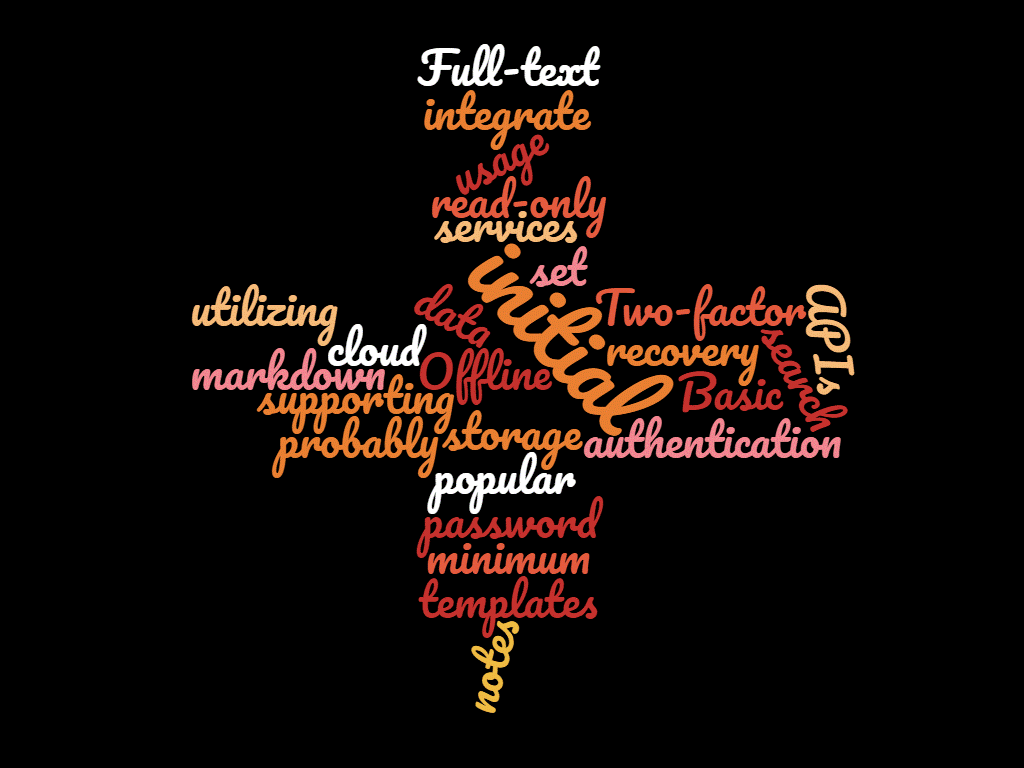 Full-text
integrate
usage
read-only
services
set
initial
utilizing
data
Two-factor
APIs
cloud
recovery
search
markdown
Offline
Basic
supporting
probably
storage
authentication
popular
password
minimum
templates
notes